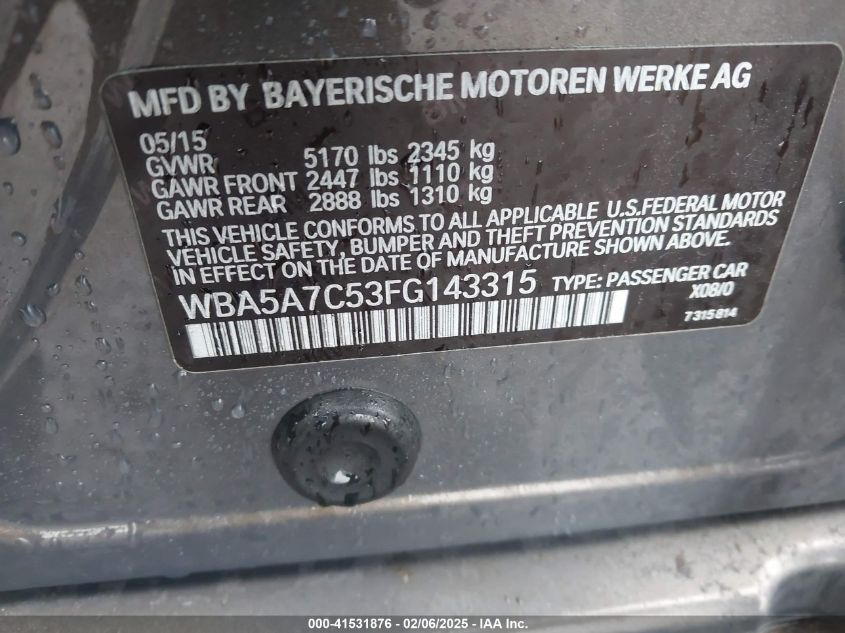 MFD BY BAYERISCHE MOTOREN WERKE AG
05/15
GVWR 5170 lbs 2345 kg
GAWR FRONT 2447 lbs 1110 kg
GAWR REAR 2888 lbs 1310 kg
THIS VEHICLE CONFORMS TO ALL APPLICABLE U.S.FEDERAL MOTOR
VEHICLE SAFETY, BUMPER AND THEFT PREVENTION STANDARDS
IN EFFECT ON THE DATE OF MANUFACTURE SHOWN ABOVE.
WBA5A7C53FG143315 TYPE: PASSENGER CAR
X08/0
7315814
000-41531876 - 02/06/2025 - IAA Inc.